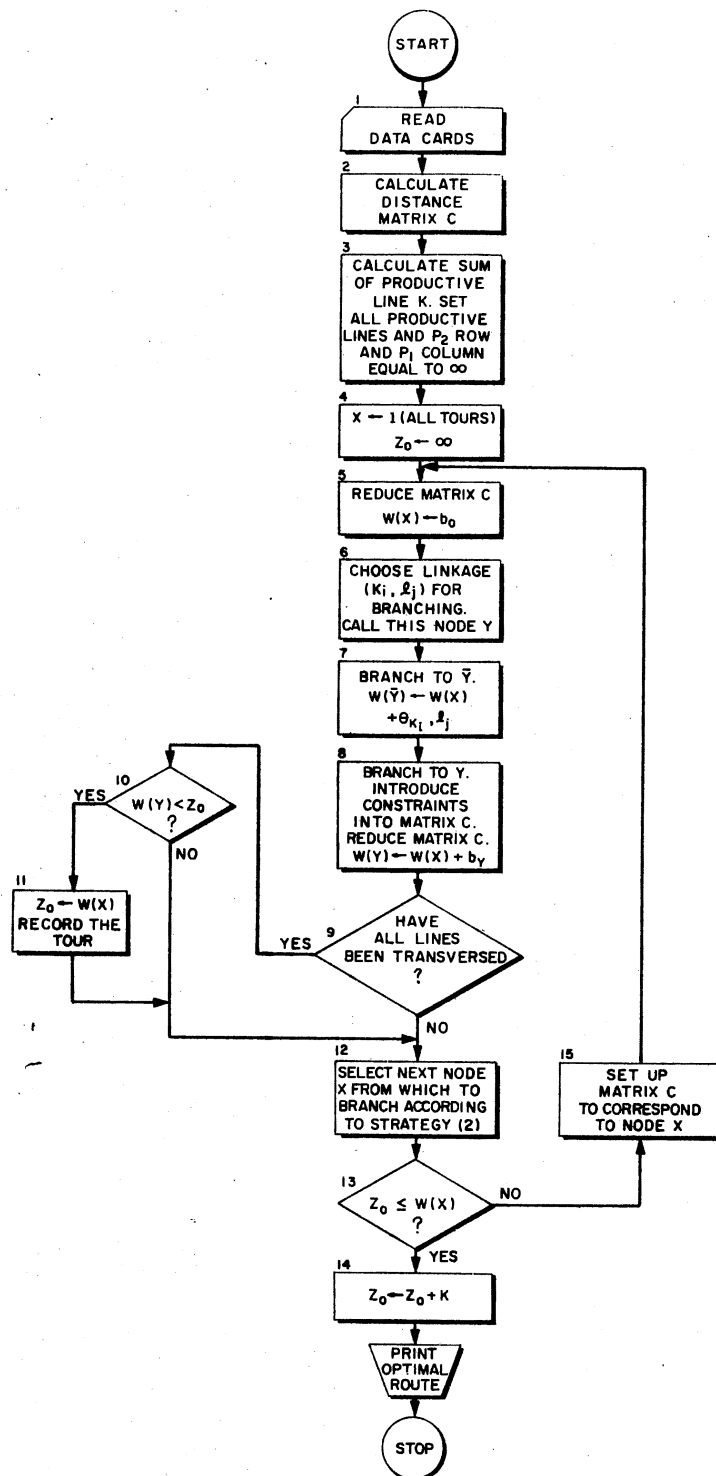 START
1
READ
DATA CARDS
2
CALCULATE
DISTANCE
MATRIX C
3
CALCULATE SUM
OF PRODUCTIVE
LINE K. SET
ALL PRODUCTIVE
LINES AND P₂ ROW
AND P₁ COLUMN
EQUAL TO ∞
4
X ← 1 (ALL TOURS)
Z₀ ← ∞
5
REDUCE MATRIX C
W(X) ← b₀
6
CHOOSE LINKAGE
(Kᵢ, ℓⱼ) FOR
BRANCHING.
CALL THIS NODE Y
7
BRANCH TO Ȳ.
W(Ȳ) ← W(X)
+θ_{K_I}, ℓⱼ
8
BRANCH TO Y.
INTRODUCE
CONSTRAINTS
INTO MATRIX C.
REDUCE MATRIX C.
W(Y) ← W(X) + b_Y
9
HAVE
ALL LINES
BEEN TRANSVERSED
?
YES
NO
10
W(Y) < Z₀
?
YES
NO
11
Z₀ ← W(X)
RECORD THE
TOUR
12
SELECT NEXT NODE
X FROM WHICH TO
BRANCH ACCORDING
TO STRATEGY (2)
13
Z₀ ≤ W(X)
?
NO
YES
15
SET UP
MATRIX C
TO CORRESPOND
TO NODE X
14
Z₀ ← Z₀ + K
PRINT
OPTIMAL
ROUTE
STOP